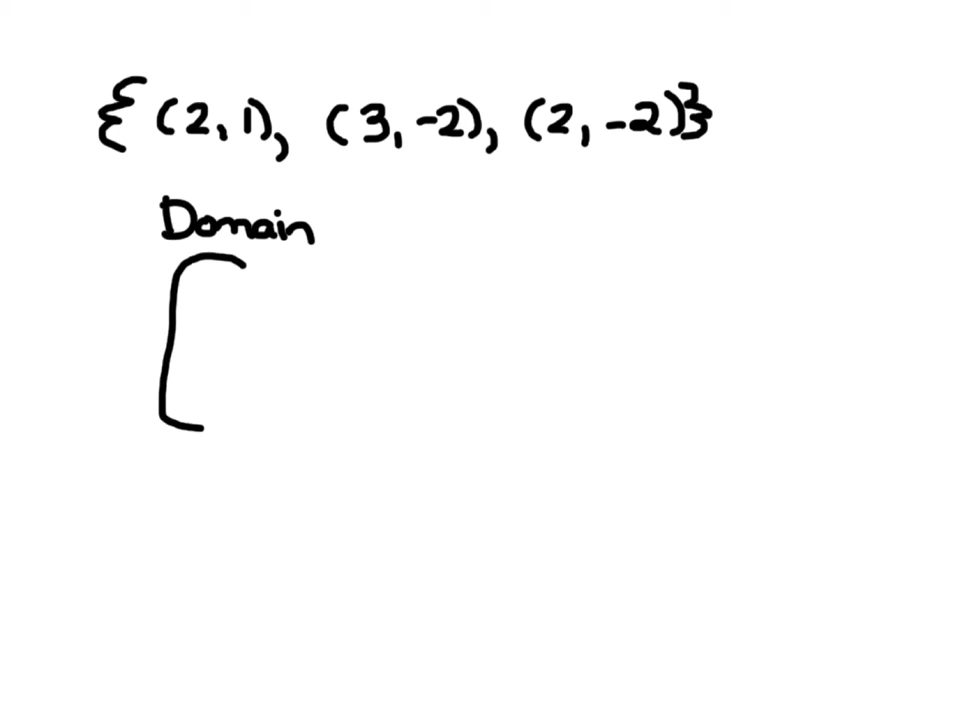 {(2,1), (3,-2), (2,-2)}
Domain